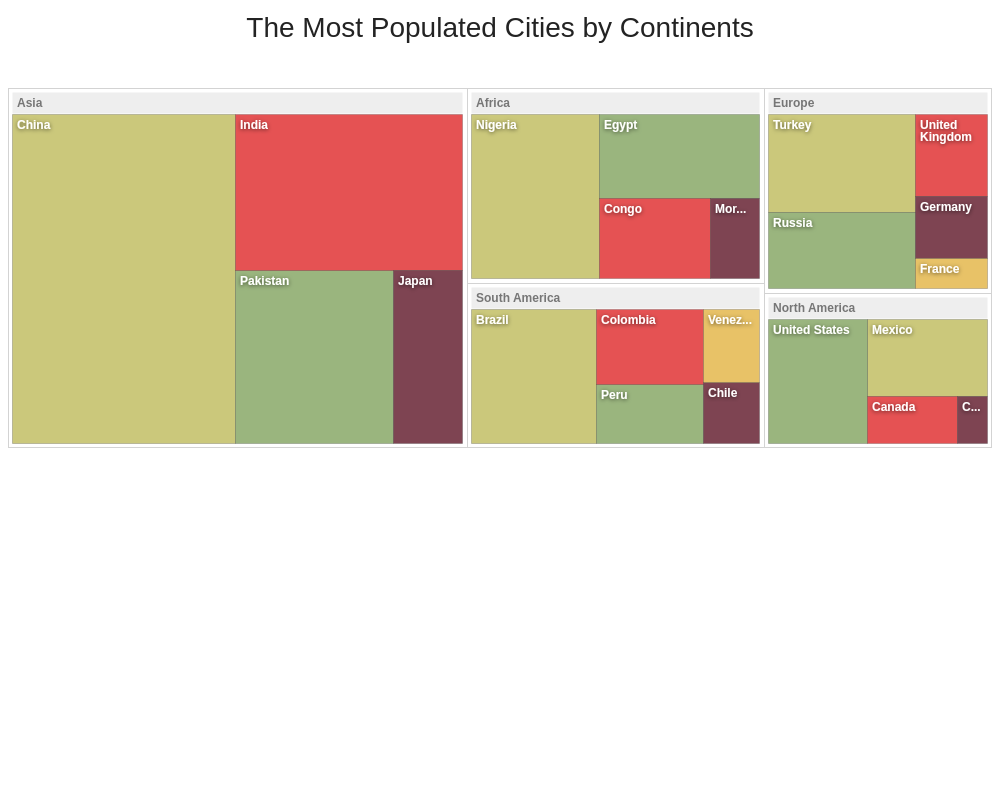 The Most Populated Cities by Continents
Asia
China
India
Pakistan
Japan
Africa
Nigeria
Egypt
Congo
Mor...
South America
Brazil
Colombia
Venez...
Peru
Chile
Europe
Turkey
United
Kingdom
Germany
Russia
France
North America
United States
Mexico
Canada
C...